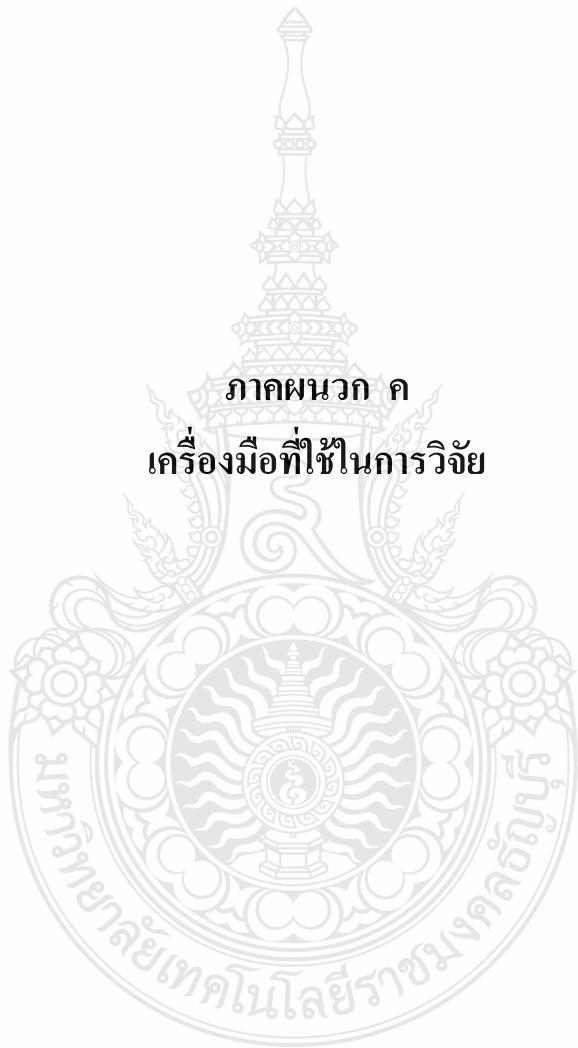 ภาคผนวก ค
เครื่องมือที่ใช้ในการวิจัย
มหาวิทยาลัยเทคโนโลยีราชมงคลธัญบุรี